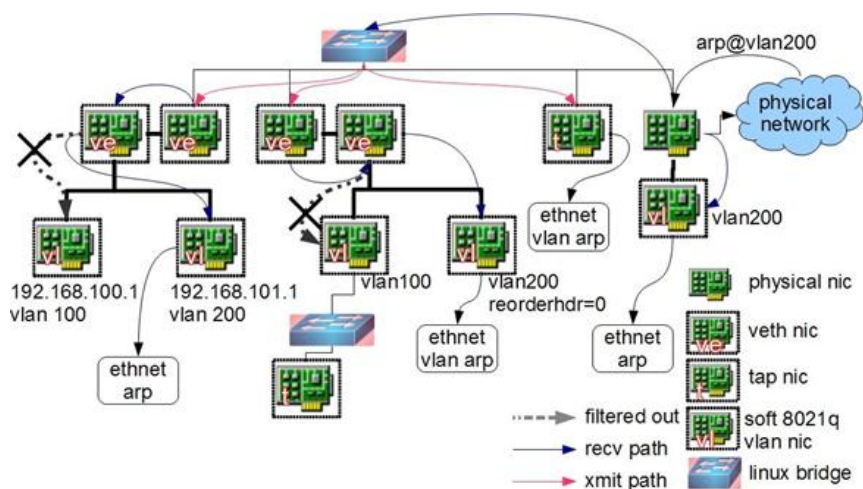 arp@vlan200
physical
network
ve
ve
ve
ve
t
vl
vl
vl
vl
vl
vlan200
192.168.100.1
vlan 100
192.168.101.1
vlan 200
vlan100
vlan200
reorderhdr=0
ethnet
vlan arp
ethnet
arp
ethnet
vlan arp
ethnet
arp
t
physical nic
ve
veth nic
t
tap nic
vl
soft 8021q
vlan nic
linux bridge
filtered out
recv path
xmit path